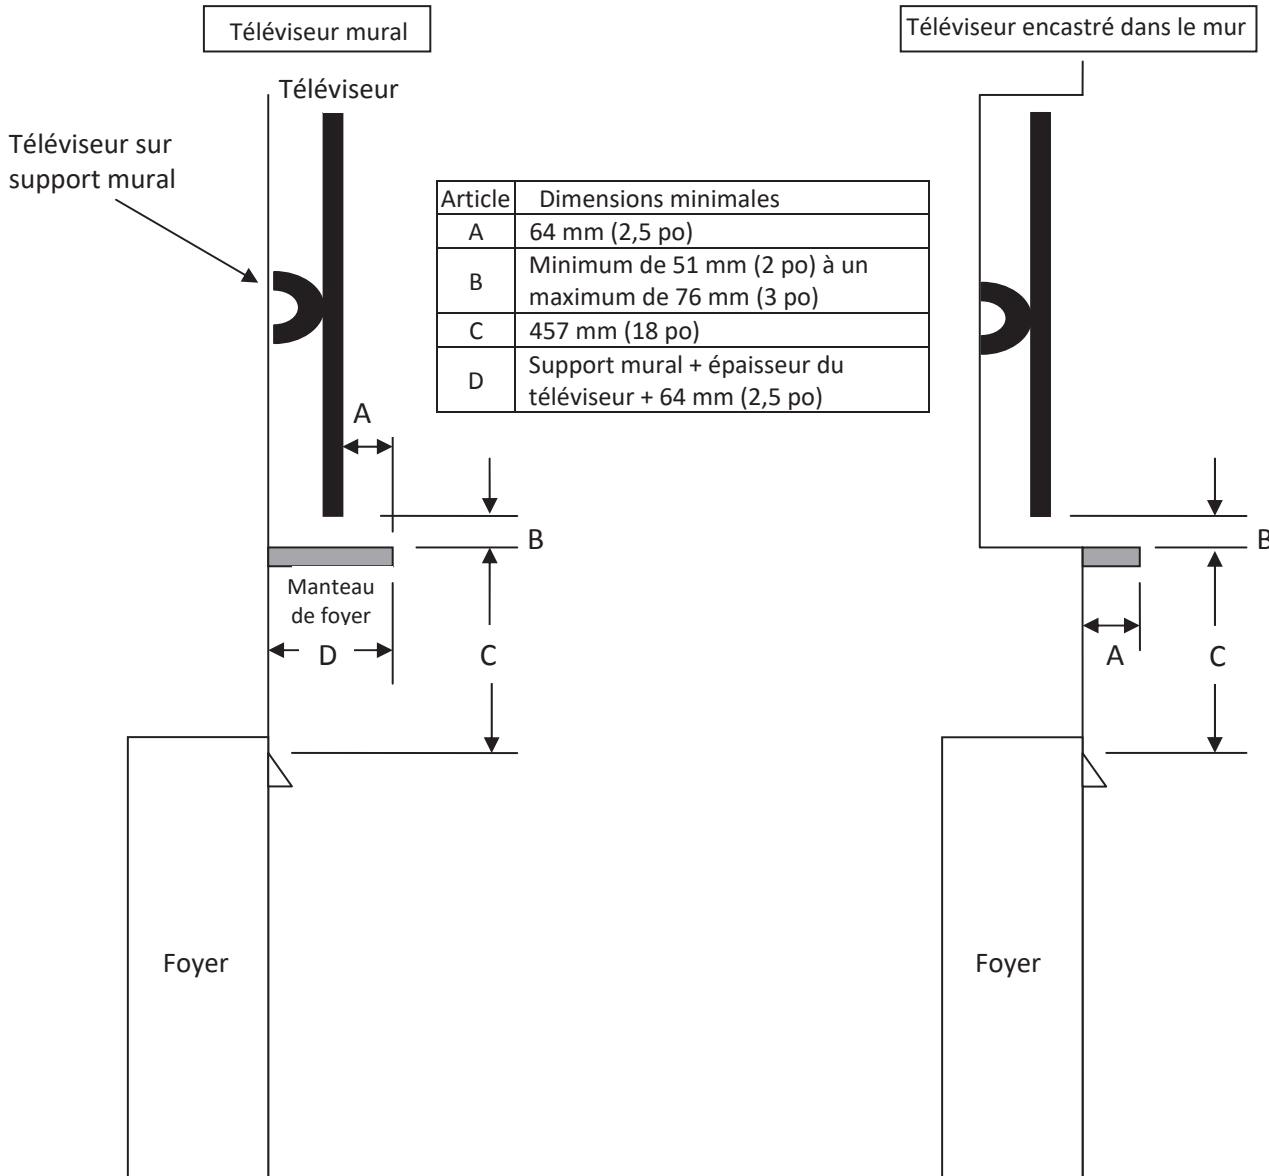 Téléviseur mural
Téléviseur encastré dans le mur
Téléviseur
Téléviseur sur
support mural
Article Dimensions minimales
A 64 mm (2,5 po)
B Minimum de 51 mm (2 po) à un
maximum de 76 mm (3 po)
C 457 mm (18 po)
D Support mural + épaisseur du
téléviseur + 64 mm (2,5 po)
A
B
Manteau
de foyer
D
C
Foyer
B
A
C
Foyer